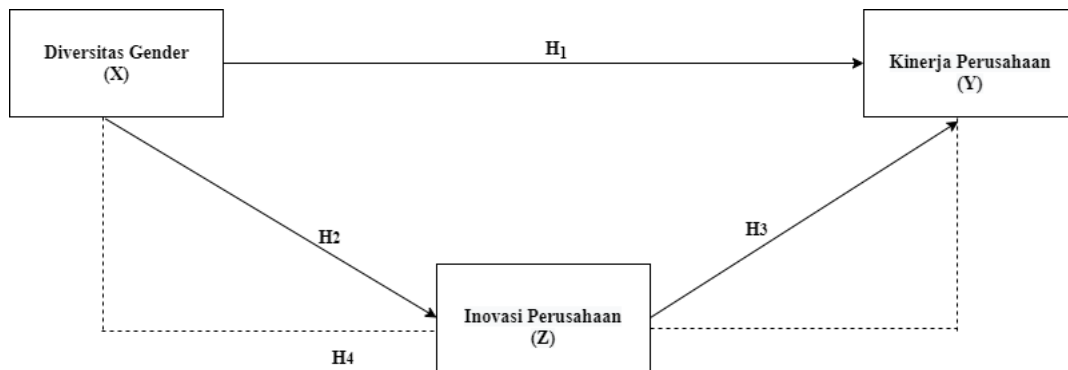 Diversitas Gender
(X)
H1
Kinerja Perusahaan
(Y)
H2
H3
Inovasi Perusahaan
(Z)
H4